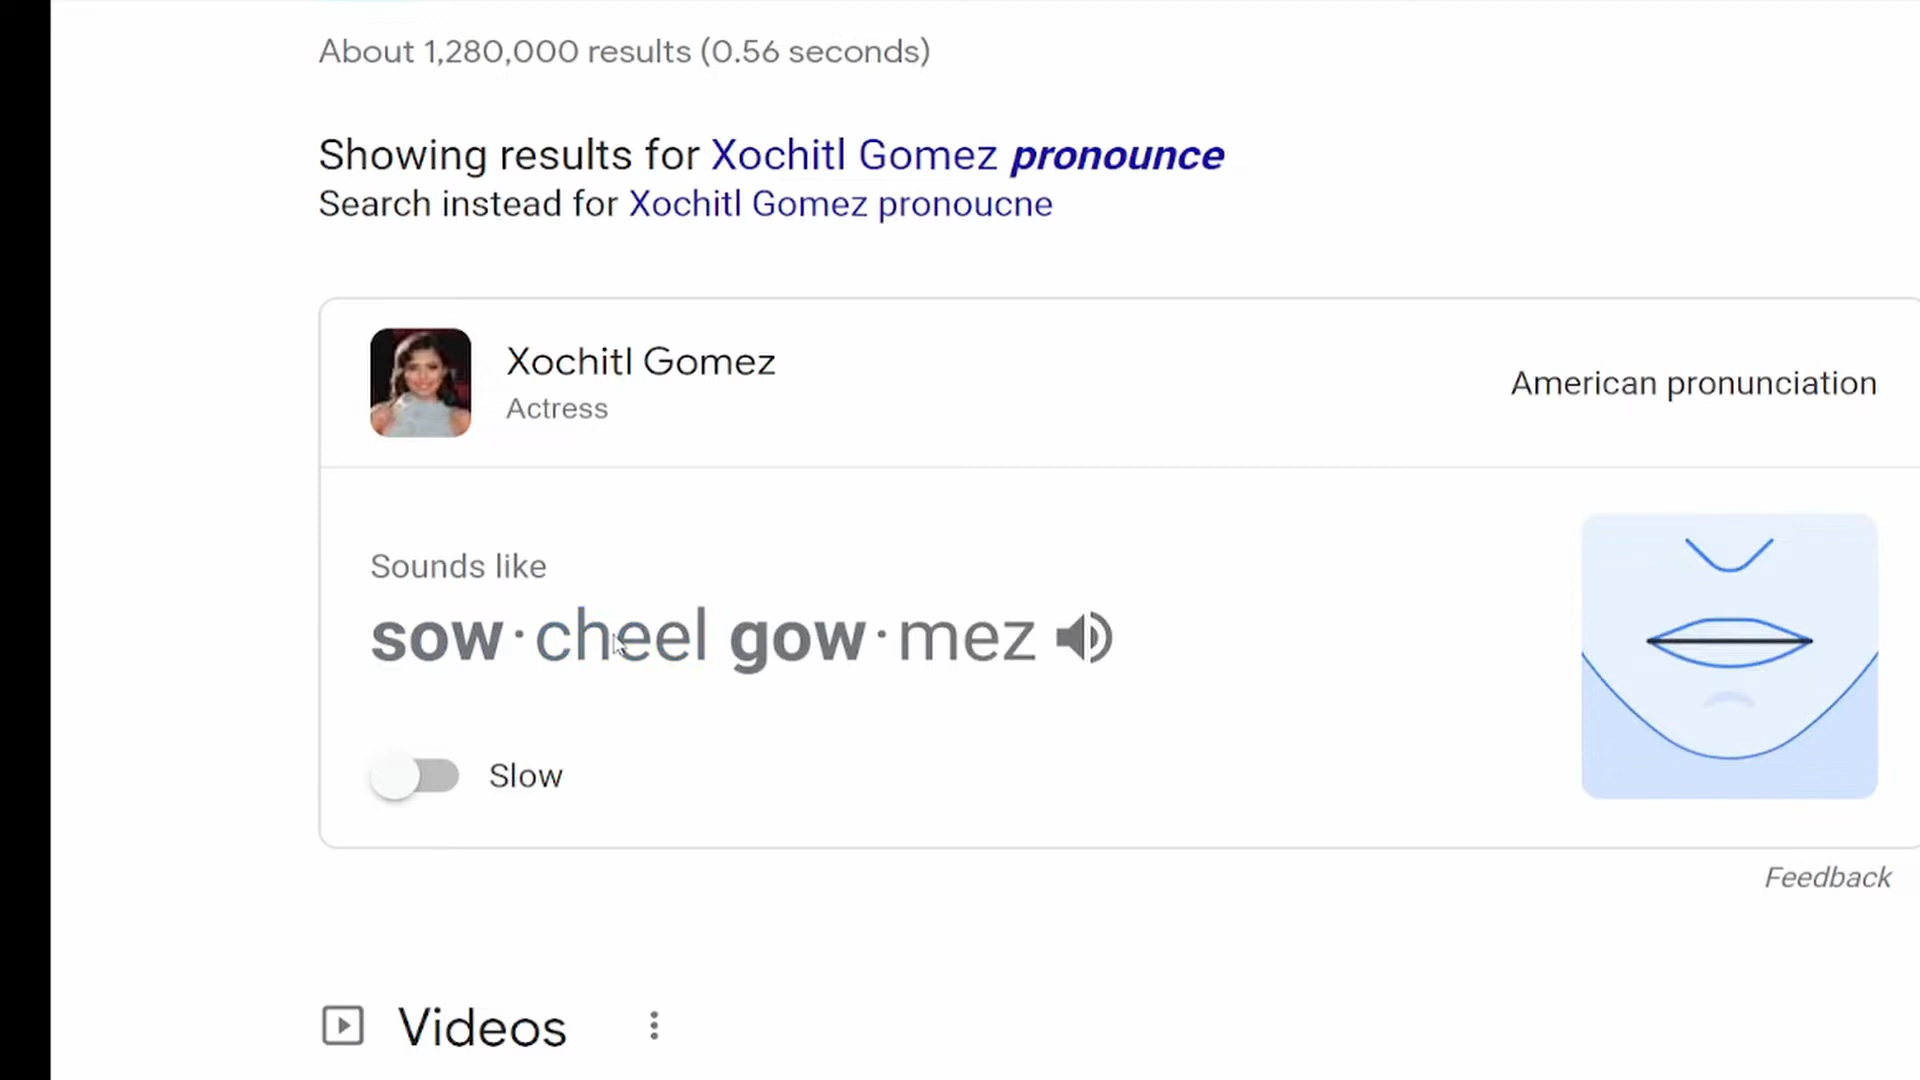 About 1,280,000 results (0.56 seconds)
Showing results for Xochitl Gomez pronounce
Search instead for Xochitl Gomez pronoucne
Xochitl Gomez
Actress
American pronunciation
Sounds like
sow·cheel gow·mez
Slow
Feedback
Videos